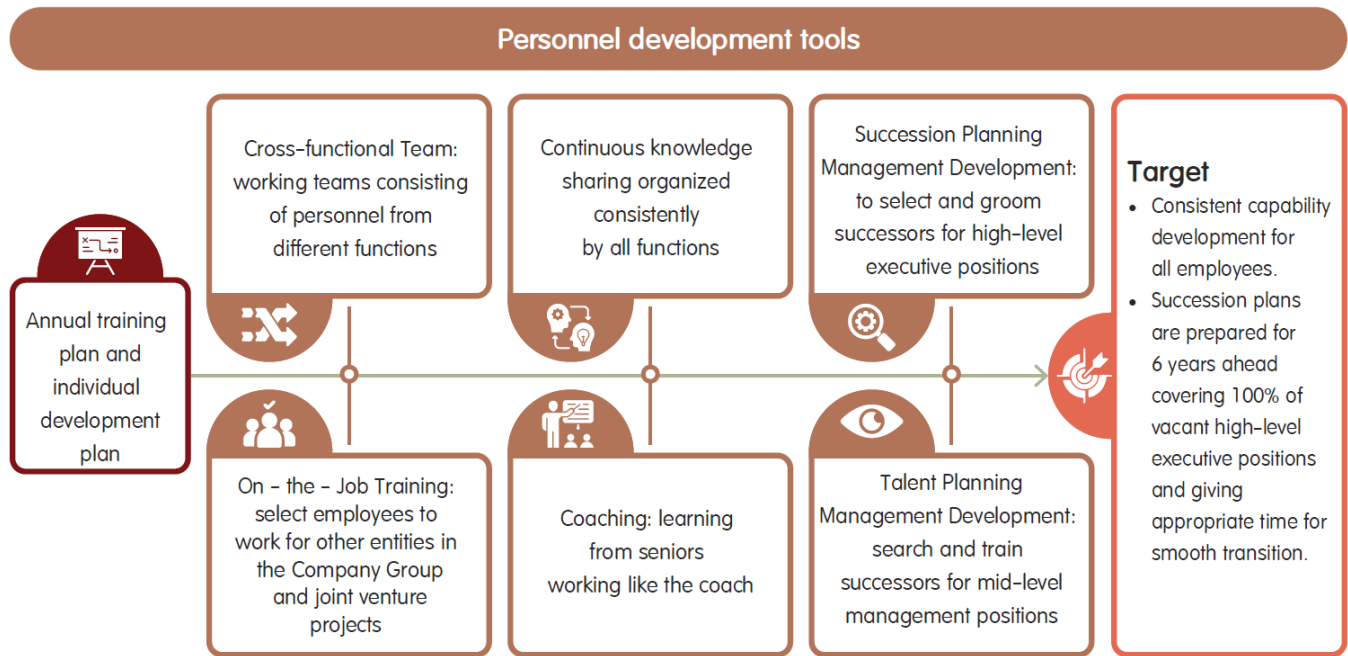 Personnel development tools
Annual training
plan and
individual
development
plan
Cross-functional Team:
working teams consisting
of personnel from
different functions
On - the - Job Training:
select employees to
work for other entities in
the Company Group
and joint venture
projects
Continuous knowledge
sharing organized
consistently
by all functions
Coaching: learning
from seniors
working like the coach
Succession Planning
Management Development:
to select and groom
successors for high-level
executive positions
Talent Planning
Management Development:
search and train
successors for mid-level
management positions
Target
• Consistent capability
development for
all employees.
• Succession plans
are prepared for
6 years ahead
covering 100% of
vacant high-level
executive positions
and giving
appropriate time for
smooth transition.